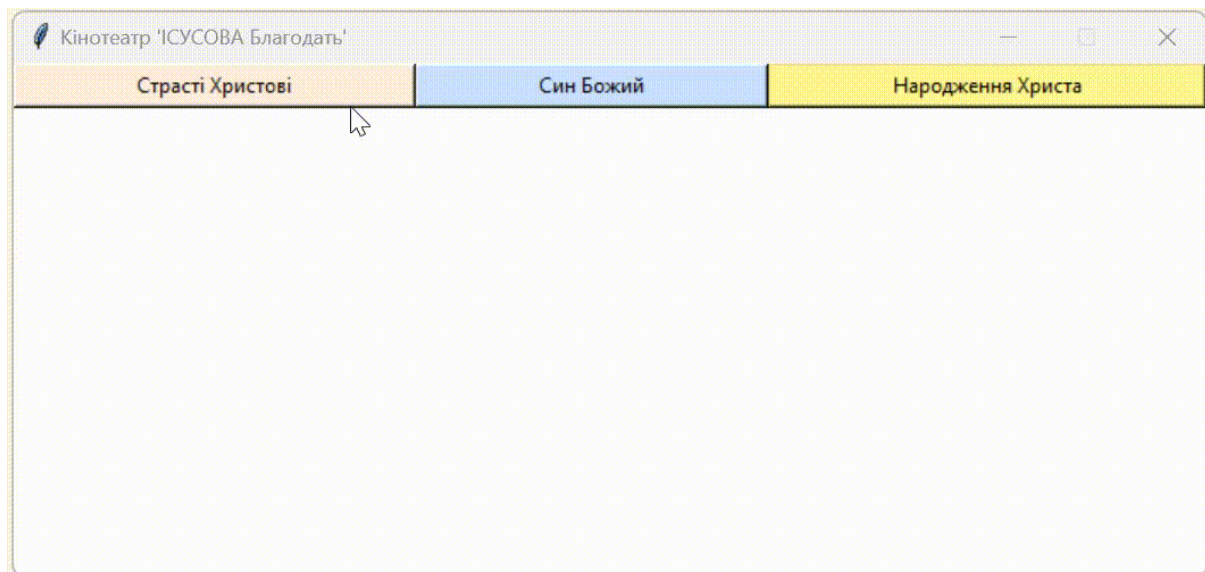 Кінотеатр 'ІСУСОВА Благодать'
Страсті Христові Син Божий Народження Христа